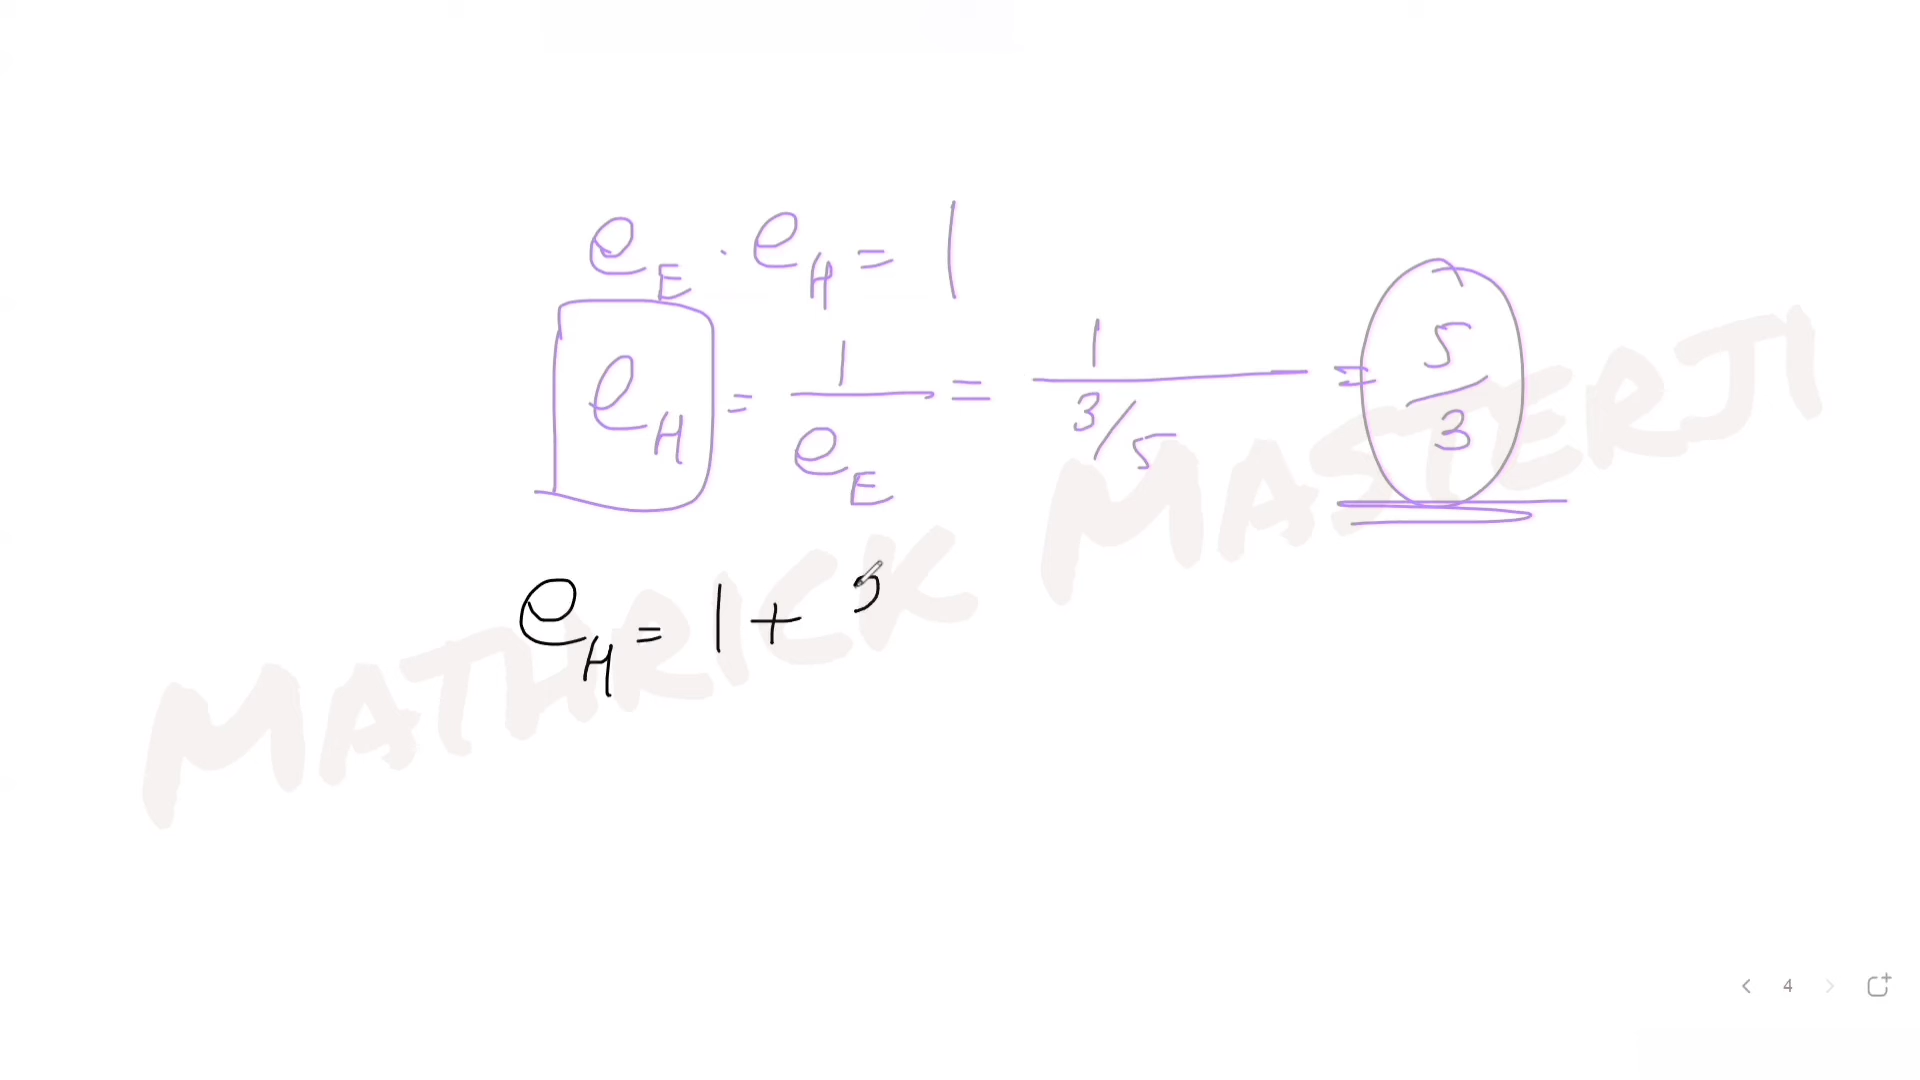 e_E . e_H = 1
e_H = 1/e_E = 1/(3/5) = 5/3
e_H = 1 +
MATHRICK MASTERJI
4